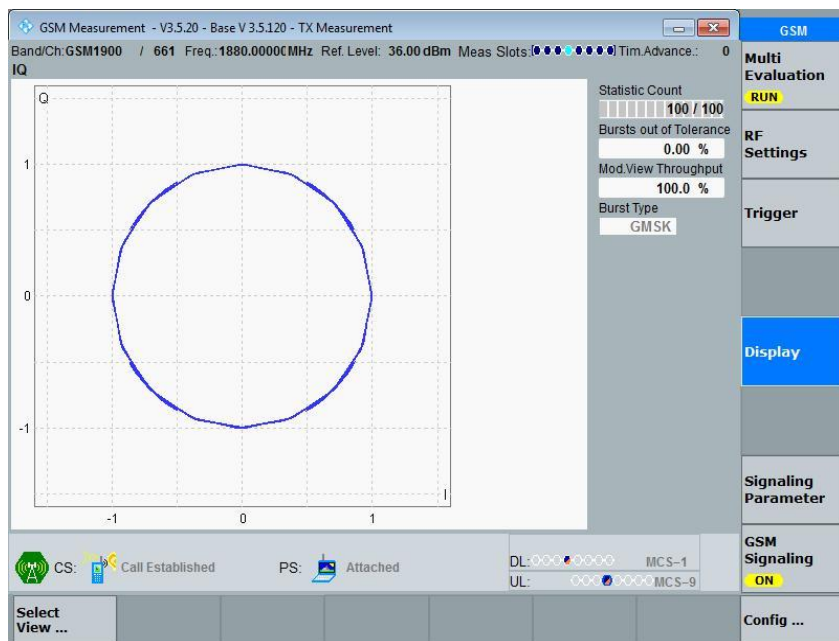 GSM Measurement - V3.5.20 - Base V 3.5.120 - TX Measurement
GSM
Band/Ch.:GSM1900 / 661 Freq.:1880.0000MHz Ref. Level: 36.00 dBm Meas Slots: Tim.Advance.: 0
IQ
Multi
Evaluation
RUN
Q
Statistic Count
100 / 100
Bursts out of Tolerance
0.00 %
Mod.View Throughput
100.0 %
Burst Type
GMSK
RF
Settings
Trigger
1
0
-1
I
-1 0 1
Display
Signaling
Parameter
GSM
Signaling
ON
CS: Call Established PS: Attached
DL: MCS-1
UL: MCS-9
Select
View ...
Config ...